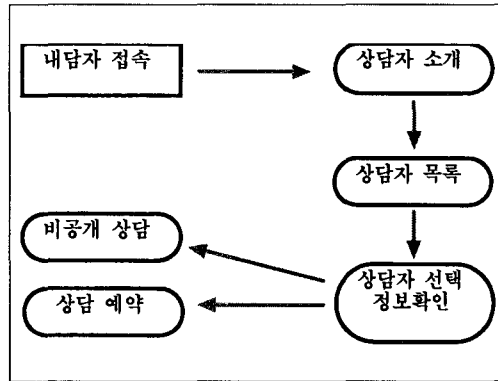 내담자 접속
상담자 소개
상담자 목록
비공개 상담
상담자 선택
정보확인
상담 예약